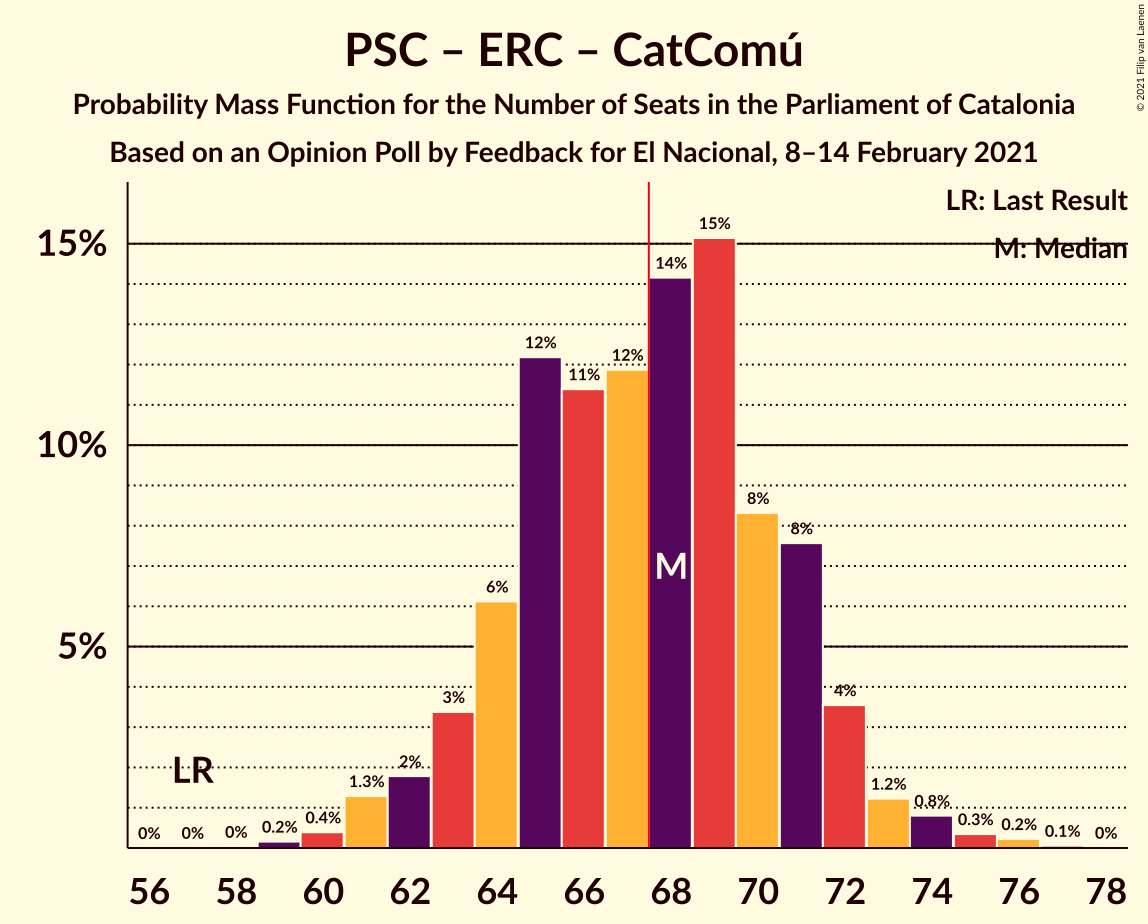 PSC – ERC – CatComú
Probability Mass Function for the Number of Seats in the Parliament of Catalonia
Based on an Opinion Poll by Feedback for El Nacional, 8–14 February 2021
© 2021 Filip van Laenen
LR: Last Result
M: Median
15%
10%
5%
0% 0% 0% 0.2% 0.4% 1.3% 2% 3% 6% 12% 11% 12% 14% 15% 8% 8% 4% 1.2% 0.8% 0.3% 0.2% 0.1% 0%
LR
M
56 58 60 62 64 66 68 70 72 74 76 78